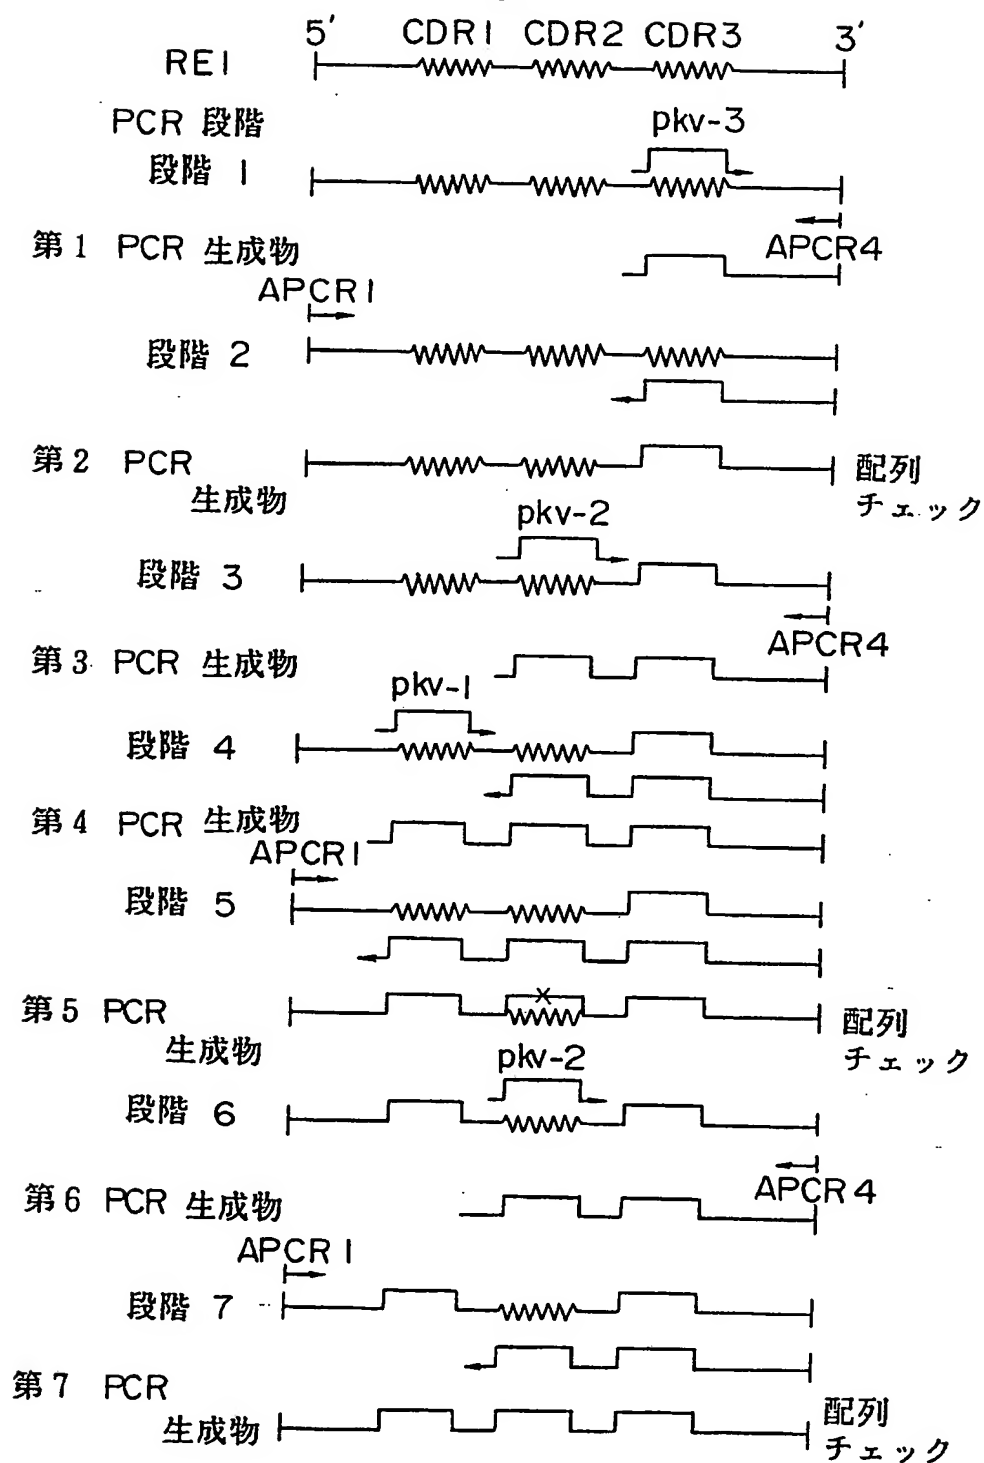 5' CDR1 CDR2 CDR3 3'
RE1
PCR 段階
pkv-3
段階 1
第1 PCR 生成物
APCR4
APCR1
段階 2
第2 PCR
生成物
配列
チェック
pkv-2
段階 3
APCR4
第3 PCR 生成物
pkv-1
段階 4
第4 PCR 生成物
APCR1
段階 5
第5 PCR
生成物
x
配列
チェック
pkv-2
段階 6
APCR4
第6 PCR 生成物
APCR1
段階 7
第7 PCR
生成物
配列
チェック